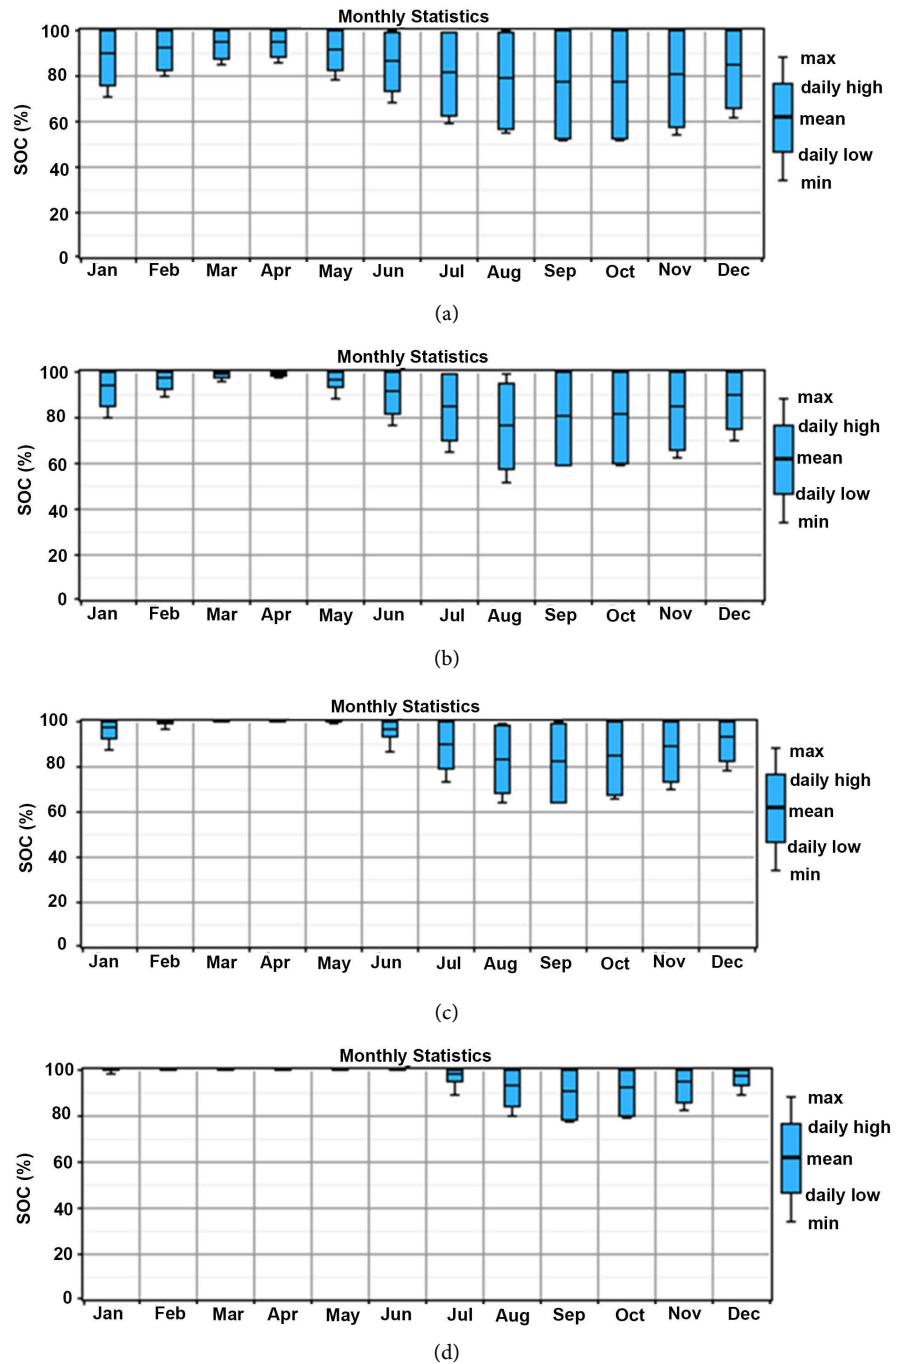 Monthly Statistics
SOC (%)
100
80
60
40
20
0
Jan Feb Mar Apr May Jun Jul Aug Sep Oct Nov Dec
max
daily high
mean
daily low
min
(a)
Monthly Statistics
SOC (%)
100
80
60
40
20
0
Jan Feb Mar Apr May Jun Jul Aug Sep Oct Nov Dec
max
daily high
mean
daily low
min
(b)
Monthly Statistics
SOC (%)
100
80
60
40
20
0
Jan Feb Mar Apr May Jun Jul Aug Sep Oct Nov Dec
max
daily high
mean
daily low
min
(c)
Monthly Statistics
SOC (%)
100
80
60
40
20
0
Jan Feb Mar Apr May Jun Jul Aug Sep Oct Nov Dec
max
daily high
mean
daily low
min
(d)